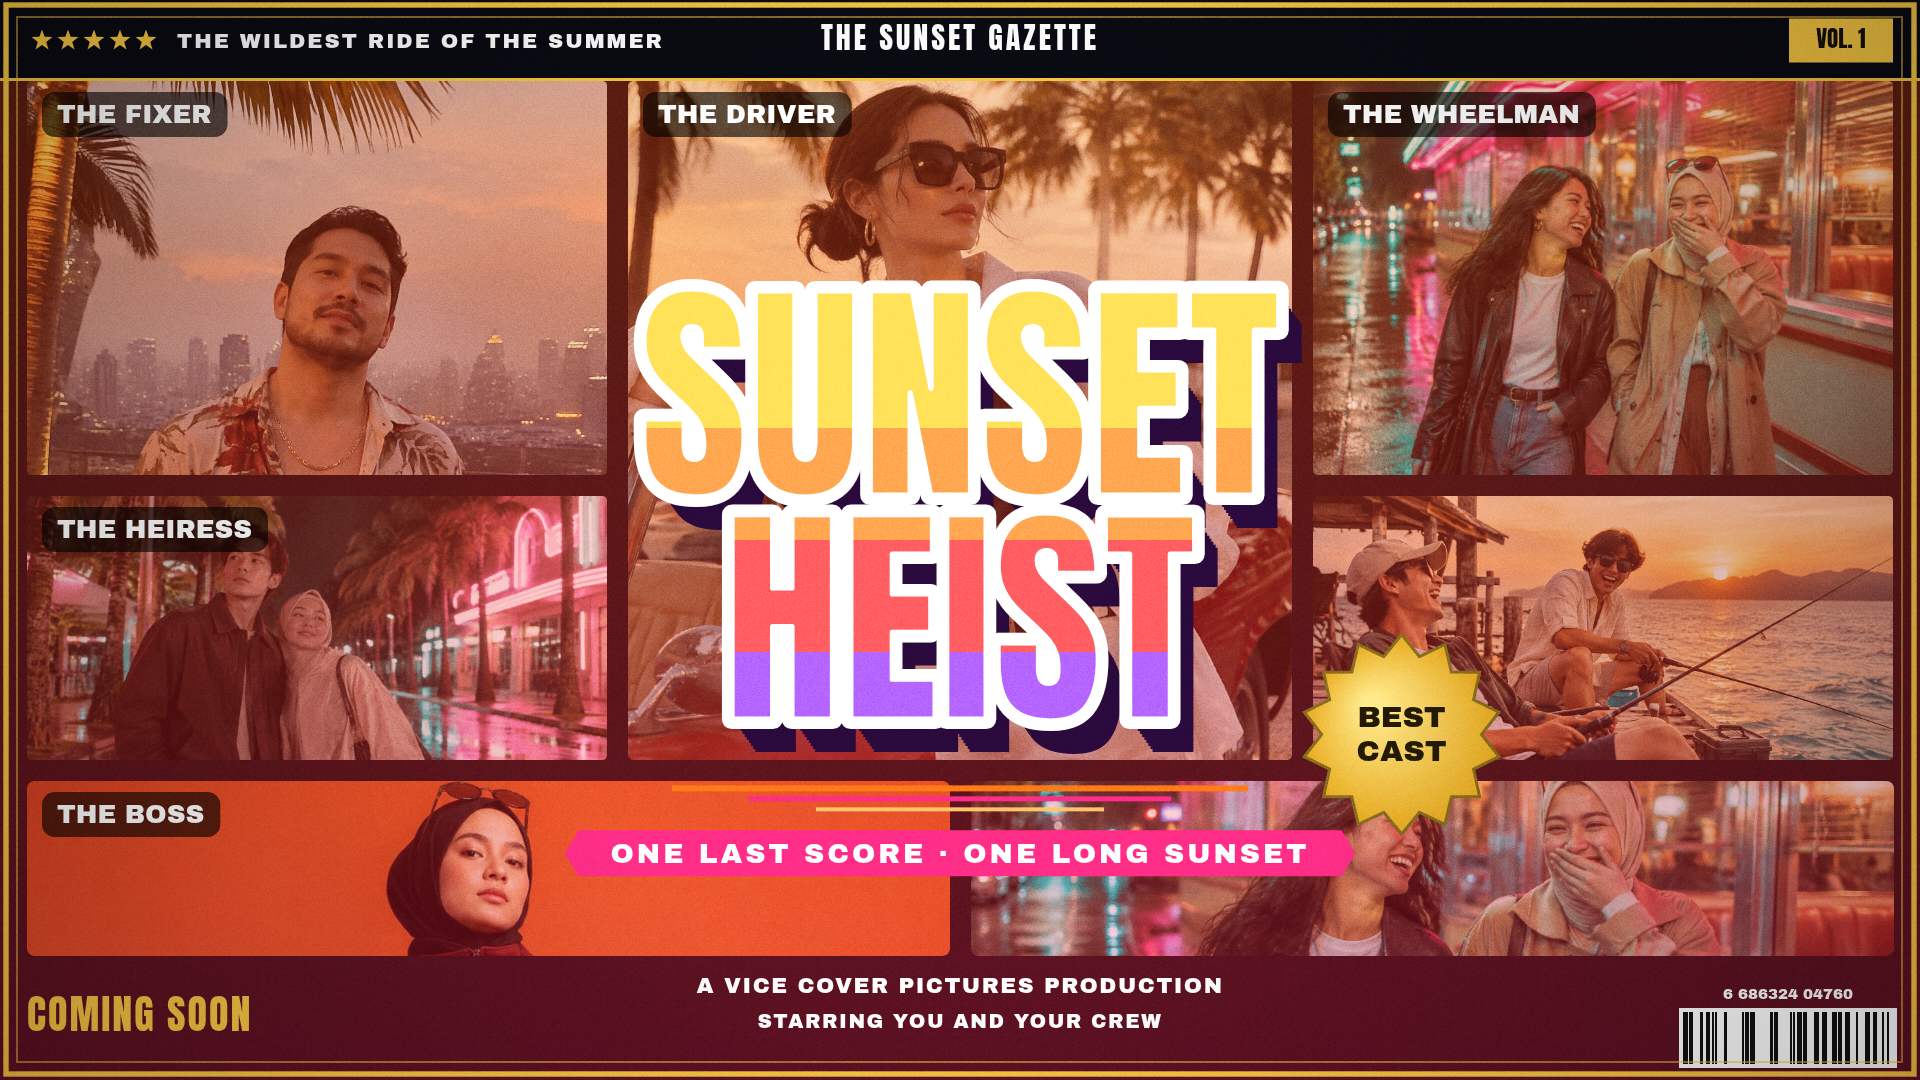 ★★★★★ THE WILDEST RIDE OF THE SUMMER
THE SUNSET GAZETTE
VOL. 1
THE FIXER
THE DRIVER
THE WHEELMAN
SUNSET
HEIST
THE HEIRESS
BEST
CAST
THE BOSS
ONE LAST SCORE · ONE LONG SUNSET
A VICE COVER PICTURES PRODUCTION
STARRING YOU AND YOUR CREW
COMING SOON
6 686324 04760